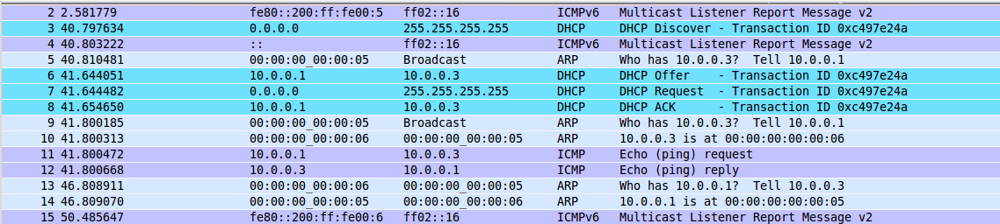 2 2.581779 fe80::200:ff:fe00:5 ff02::16 ICMPv6 Multicast Listener Report Message v2
3 40.797634 0.0.0.0 255.255.255.255 DHCP DHCP Discover - Transaction ID 0xc497e24a
4 40.803222 :: ff02::16 ICMPv6 Multicast Listener Report Message v2
5 40.810481 00:00:00_00:00:05 Broadcast ARP Who has 10.0.0.3? Tell 10.0.0.1
6 41.644051 10.0.0.1 10.0.0.3 DHCP DHCP Offer - Transaction ID 0xc497e24a
7 41.644482 0.0.0.0 255.255.255.255 DHCP DHCP Request - Transaction ID 0xc497e24a
8 41.654650 10.0.0.1 10.0.0.3 DHCP DHCP ACK - Transaction ID 0xc497e24a
9 41.800185 00:00:00_00:00:05 Broadcast ARP Who has 10.0.0.3? Tell 10.0.0.1
10 41.800313 00:00:00_00:00:06 00:00:00_00:00:05 ARP 10.0.0.3 is at 00:00:00:00:00:06
11 41.800472 10.0.0.1 10.0.0.3 ICMP Echo (ping) request
12 41.800668 10.0.0.3 10.0.0.1 ICMP Echo (ping) reply
13 46.808911 00:00:00_00:00:06 00:00:00_00:00:05 ARP Who has 10.0.0.1? Tell 10.0.0.3
14 46.809070 00:00:00_00:00:05 00:00:00_00:00:06 ARP 10.0.0.1 is at 00:00:00:00:00:05
15 50.485647 fe80::200:ff:fe00:6 ff02::16 ICMPv6 Multicast Listener Report Message v2